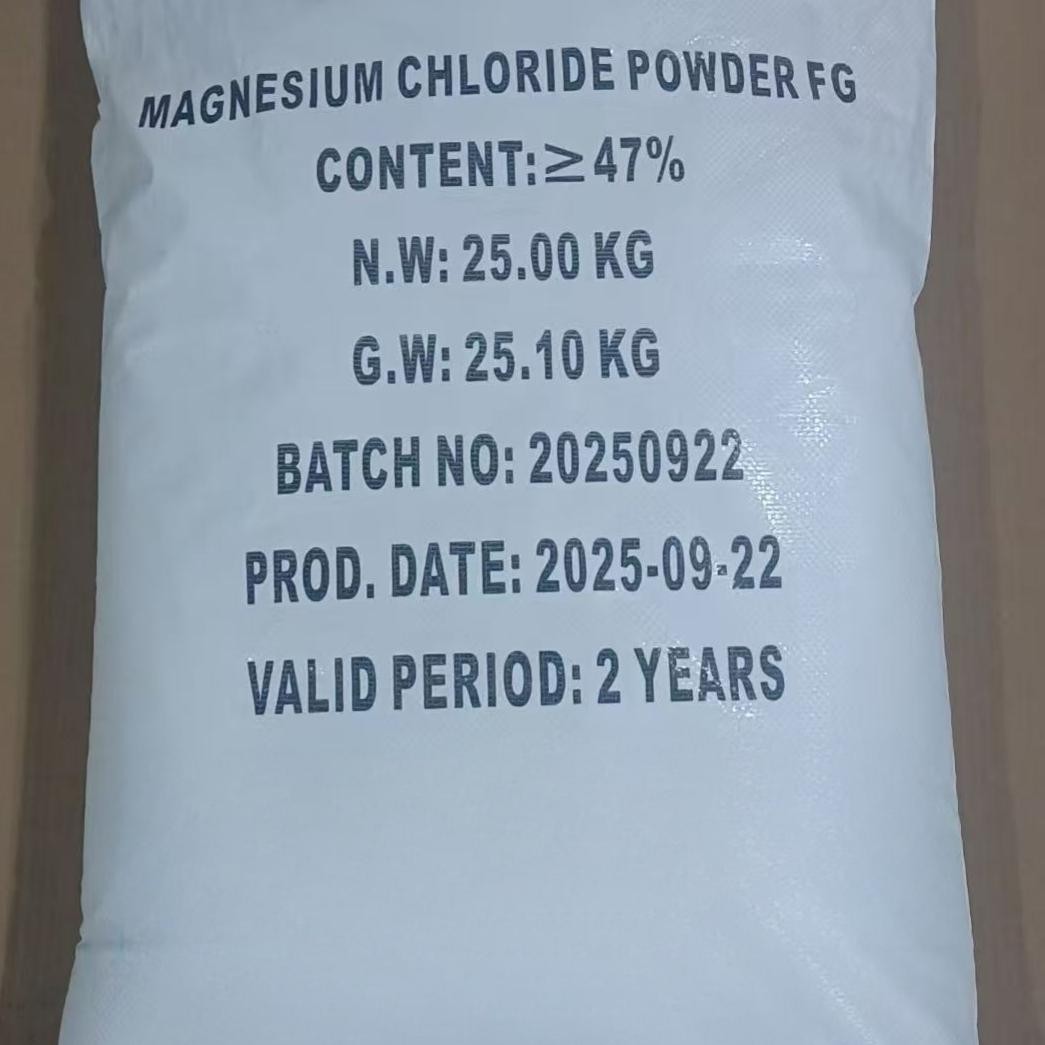 MAGNESIUM CHLORIDE POWDER FG
CONTENT:≥47%
N.W: 25.00 KG
G.W: 25.10 KG
BATCH NO: 20250922
PROD. DATE: 2025-09-22
VALID PERIOD: 2 YEARS